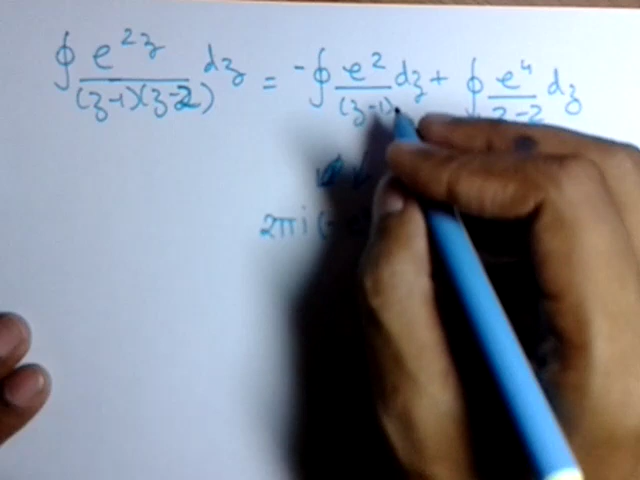 ∮ e^{2z} / (z-1)(z-2) dz = -∮ e^2 / (z-1) dz + ∮ e^4 / z-2 dz
2πi (-